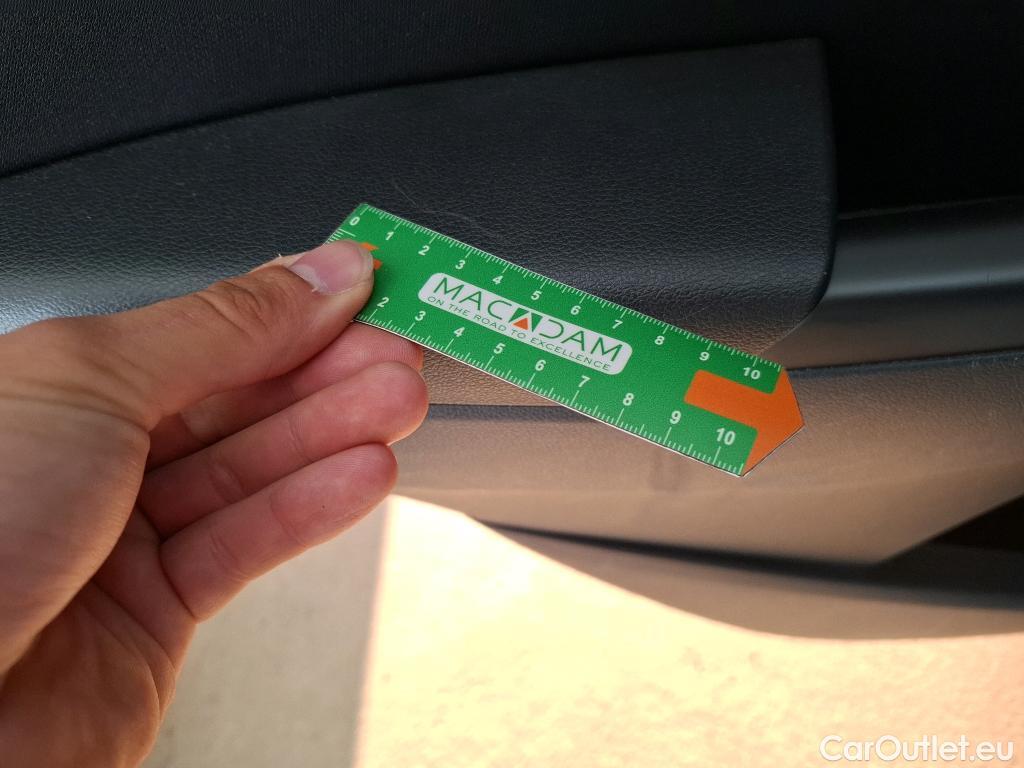 0 1 2 3 4 5 6 7 8 9 10
MACADAM
ON THE ROAD TO EXCELLENCE
2 3 4 5 6 7 8 9 10
CarOutlet.eu